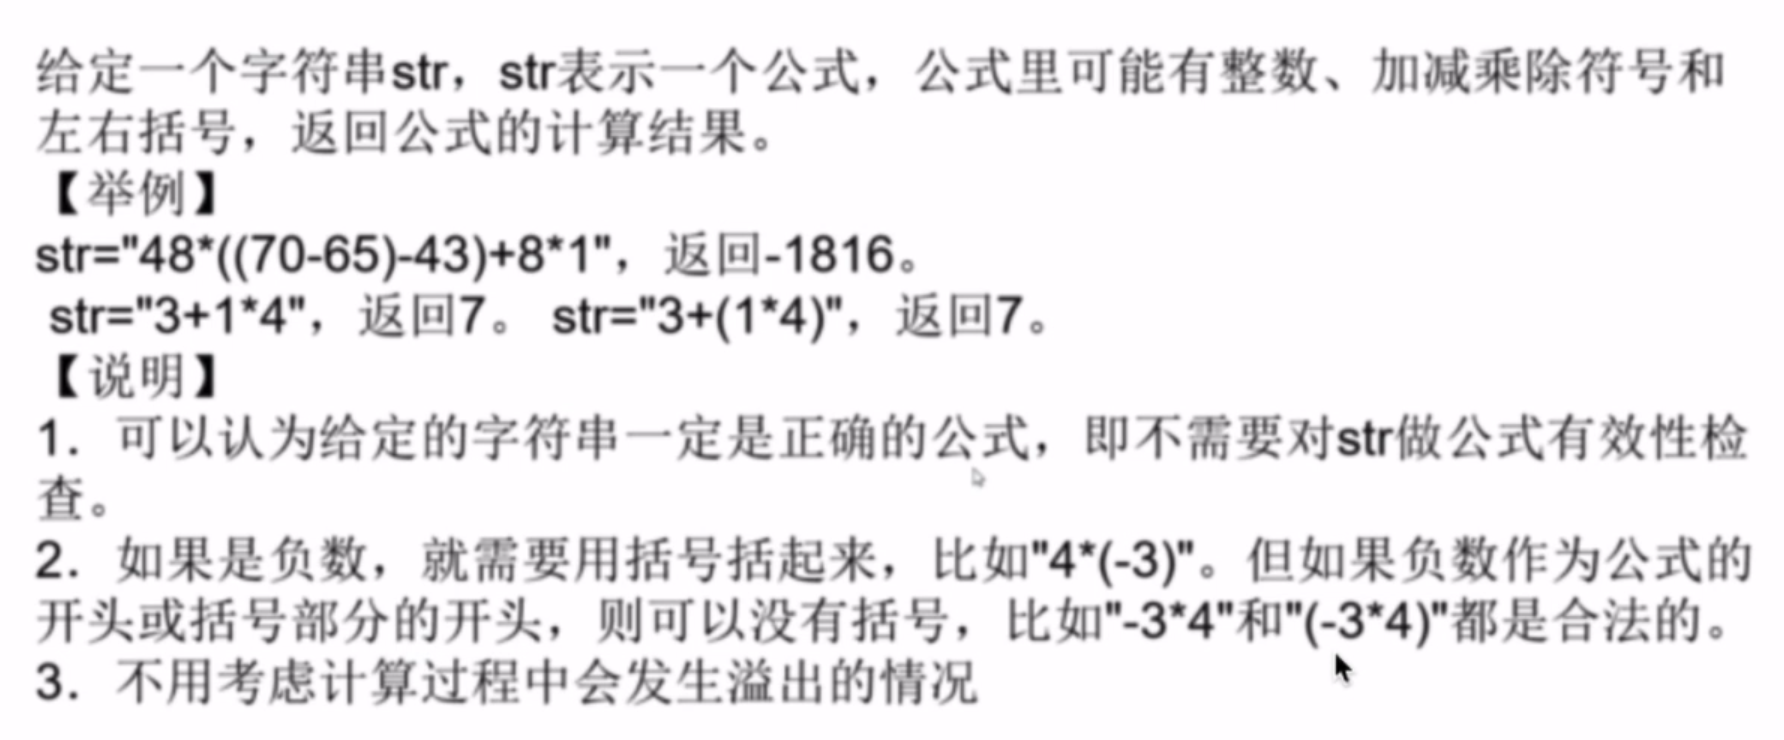 给定一个字符串str，str表示一个公式，公式里可能有整数、加减乘除符号和
左右括号，返回公式的计算结果。
【举例】
str="48*((70-65)-43)+8*1"，返回-1816。
str="3+1*4"，返回7。 str="3+(1*4)"，返回7。
【说明】
1．可以认为给定的字符串一定是正确的公式，即不需要对str做公式有效性检
查。
2．如果是负数，就需要用括号括起来，比如"4*(-3)"。但如果负数作为公式的
开头或括号部分的开头，则可以没有括号，比如"-3*4"和"(-3*4)"都是合法的。
3．不用考虑计算过程中会发生溢出的情况